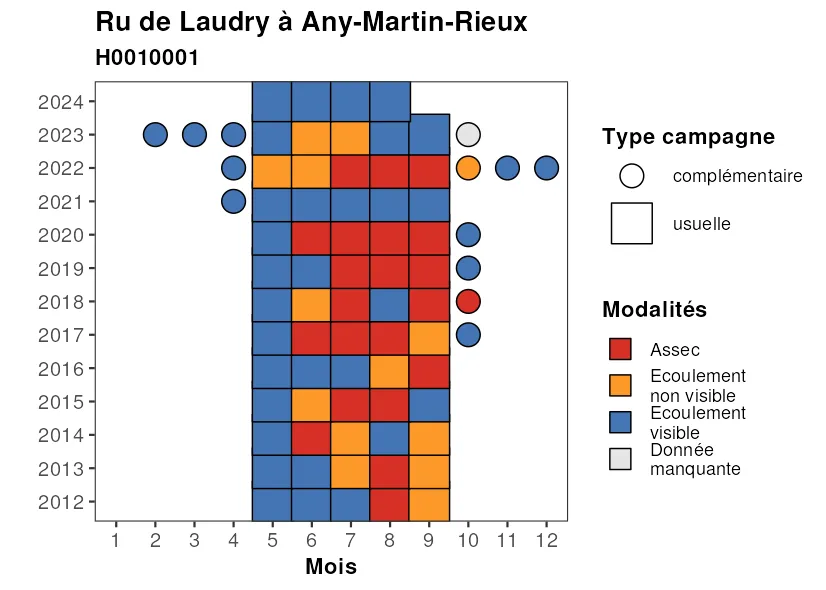 Ru de Laudry à Any-Martin-Rieux
H0010001
2024
2023
2022
2021
2020
2019
2018
2017
2016
2015
2014
2013
2012
1 2 3 4 5 6 7 8 9 10 11 12
Mois
Type campagne
complémentaire
usuelle
Modalités
Assec
Ecoulement
non visible
Ecoulement
visible
Donnée
manquante